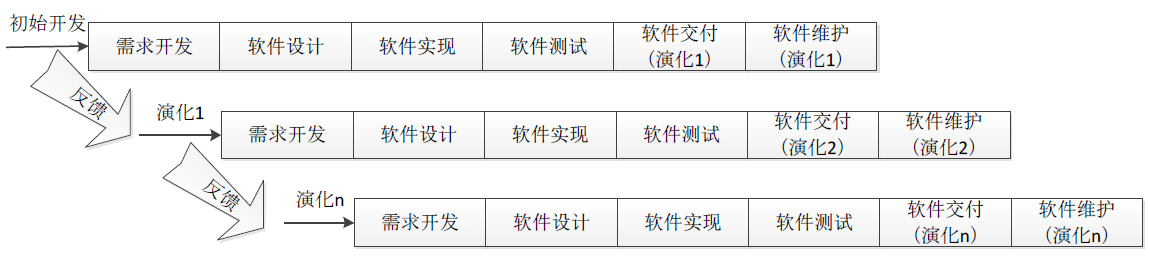 初始开发
需求开发
软件设计
软件实现
软件测试
软件交付
(演化1)
软件维护
(演化1)
反馈
演化1
需求开发
软件设计
软件实现
软件测试
软件交付
(演化2)
软件维护
(演化2)
反馈
演化n
需求开发
软件设计
软件实现
软件测试
软件交付
(演化n)
软件维护
(演化n)